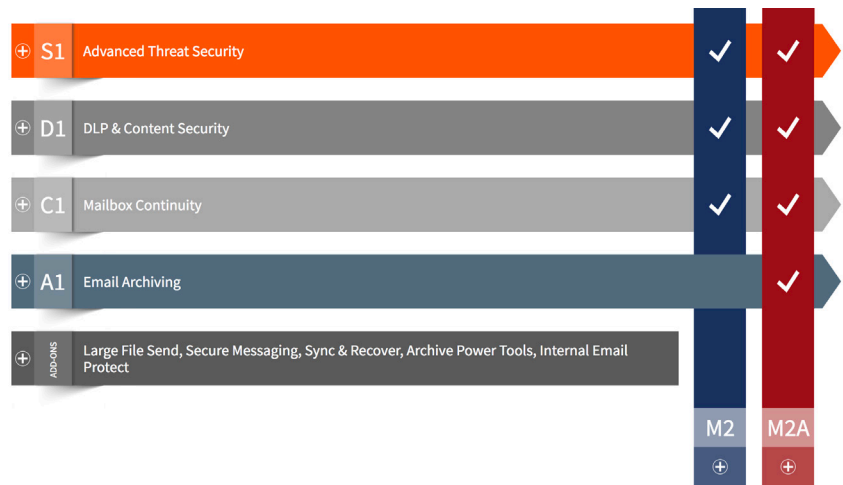 S1 Advanced Threat Security
D1 DLP & Content Security
C1 Mailbox Continuity
A1 Email Archiving
ADD-ONS
Large File Send, Secure Messaging, Sync & Recover, Archive Power Tools, Internal Email
Protect
M2 M2A